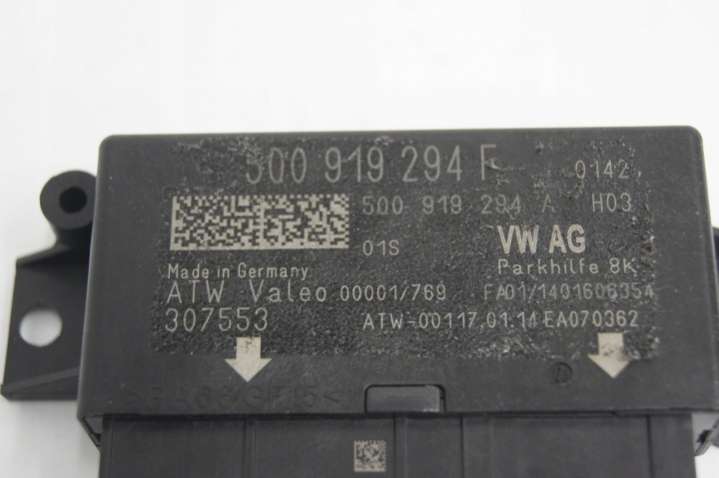 5Q0 919 294 F 0142
5Q0 919 294 A H03
01S VW AG
Made in Germany Parkhilfe 8K
ATW Valeo 00001/769 FA01/140160635A
307553 ATW-00117.01.14 EA070362
D